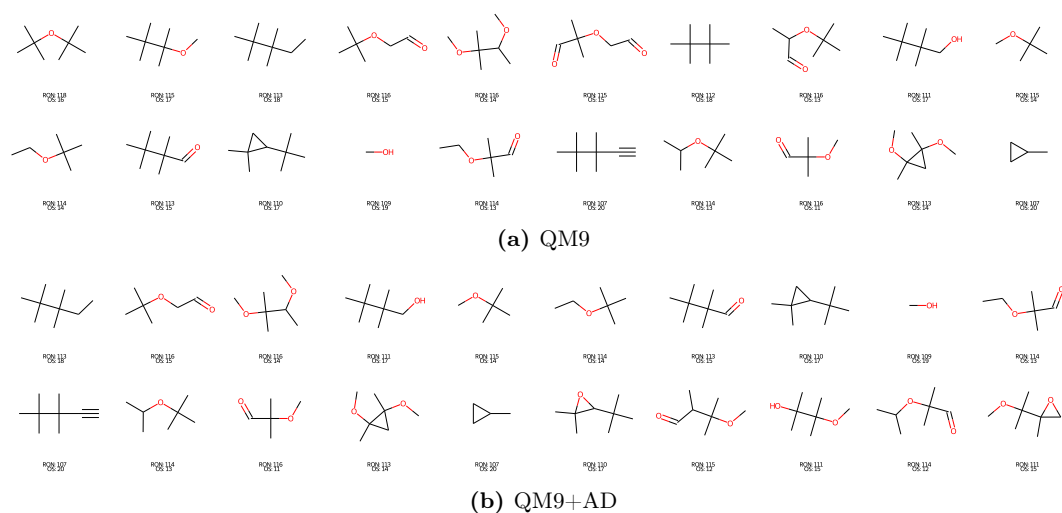 O O O O O O O O O O OH O
RON: 118 RON: 115 RON: 113 RON: 116 RON: 116 RON: 115 RON: 112 RON: 116 RON: 111 RON: 115
OS: 16 OS: 17 OS: 18 OS: 15 OS: 14 OS: 15 OS: 18 OS: 13 OS: 17 OS: 14
O O OH O O O O O O O
RON: 114 RON: 113 RON: 110 RON: 109 RON: 114 RON: 107 RON: 114 RON: 116 RON: 113 RON: 107
OS: 14 OS: 15 OS: 17 OS: 19 OS: 13 OS: 20 OS: 13 OS: 11 OS: 14 OS: 20
(a) QM9
O O O O OH O O O OH O O
RON: 113 RON: 116 RON: 116 RON: 111 RON: 115 RON: 114 RON: 113 RON: 110 RON: 109 RON: 114
OS: 18 OS: 15 OS: 14 OS: 17 OS: 14 OS: 14 OS: 15 OS: 17 OS: 19 OS: 13
O O O O O O O O HO O O O O O
RON: 107 RON: 114 RON: 116 RON: 113 RON: 107 RON: 110 RON: 115 RON: 111 RON: 114 RON: 111
OS: 20 OS: 13 OS: 11 OS: 14 OS: 20 OS: 17 OS: 12 OS: 15 OS: 12 OS: 15
(b) QM9+AD